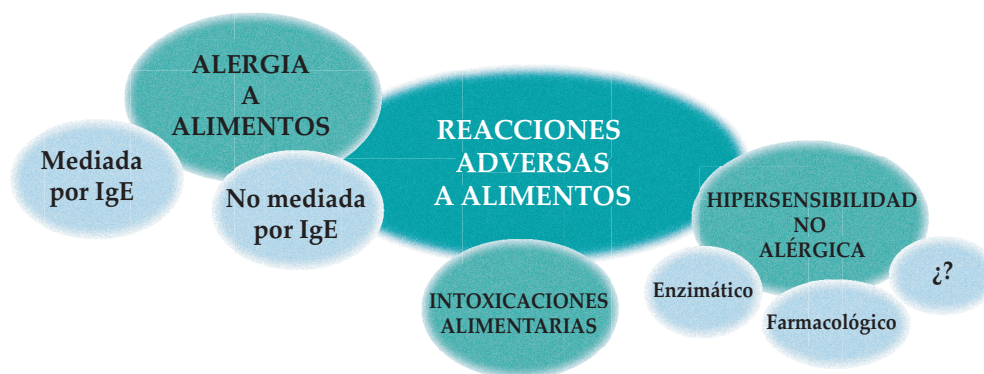 ALERGIA
A
ALIMENTOS
Mediada
por IgE
No mediada
por IgE
REACCIONES
ADVERSAS
A ALIMENTOS
INTOXICACIONES
ALIMENTARIAS
HIPERSENSIBILIDAD
NO
ALÉRGICA
Enzimático
Farmacológico
¿?